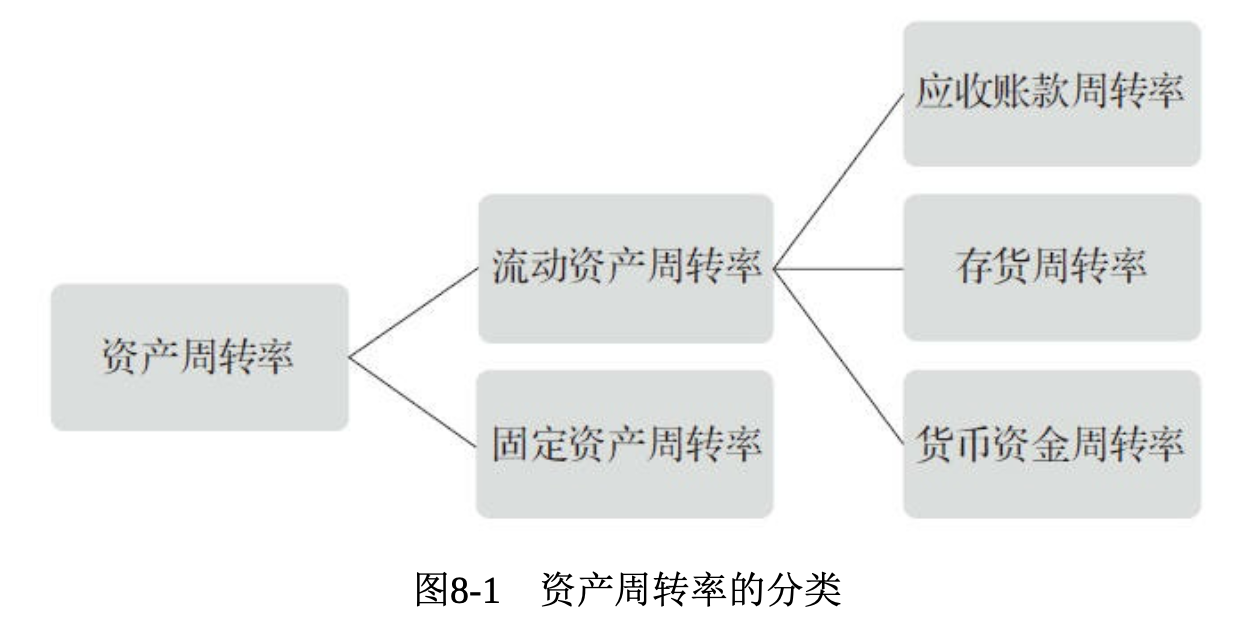 应收账款周转率
流动资产周转率
存货周转率
资产周转率
固定资产周转率
货币资金周转率
图8-1 资产周转率的分类